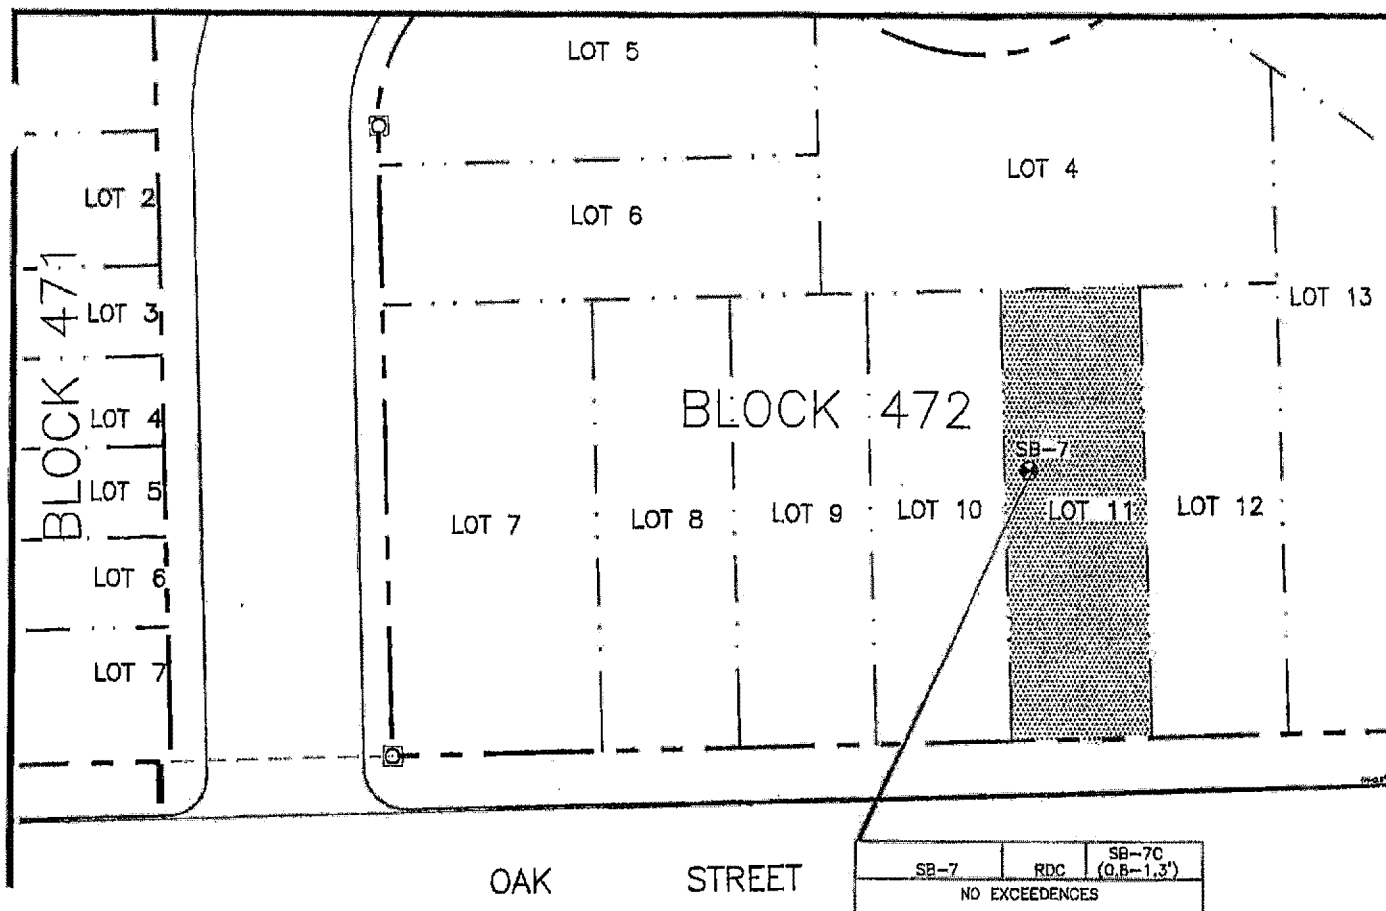 LOT 5
LOT 4
LOT 2
LOT 6
BLOCK 471
LOT 3
LOT 13
LOT 4
BLOCK 472
SB-7
LOT 5
LOT 7
LOT 8
LOT 9
LOT 10
LOT 11
LOT 12
LOT 6
LOT 7
OAK STREET
SB-7 RDC SB-7C
(0.8-1.3')
NO EXCEEDENCES